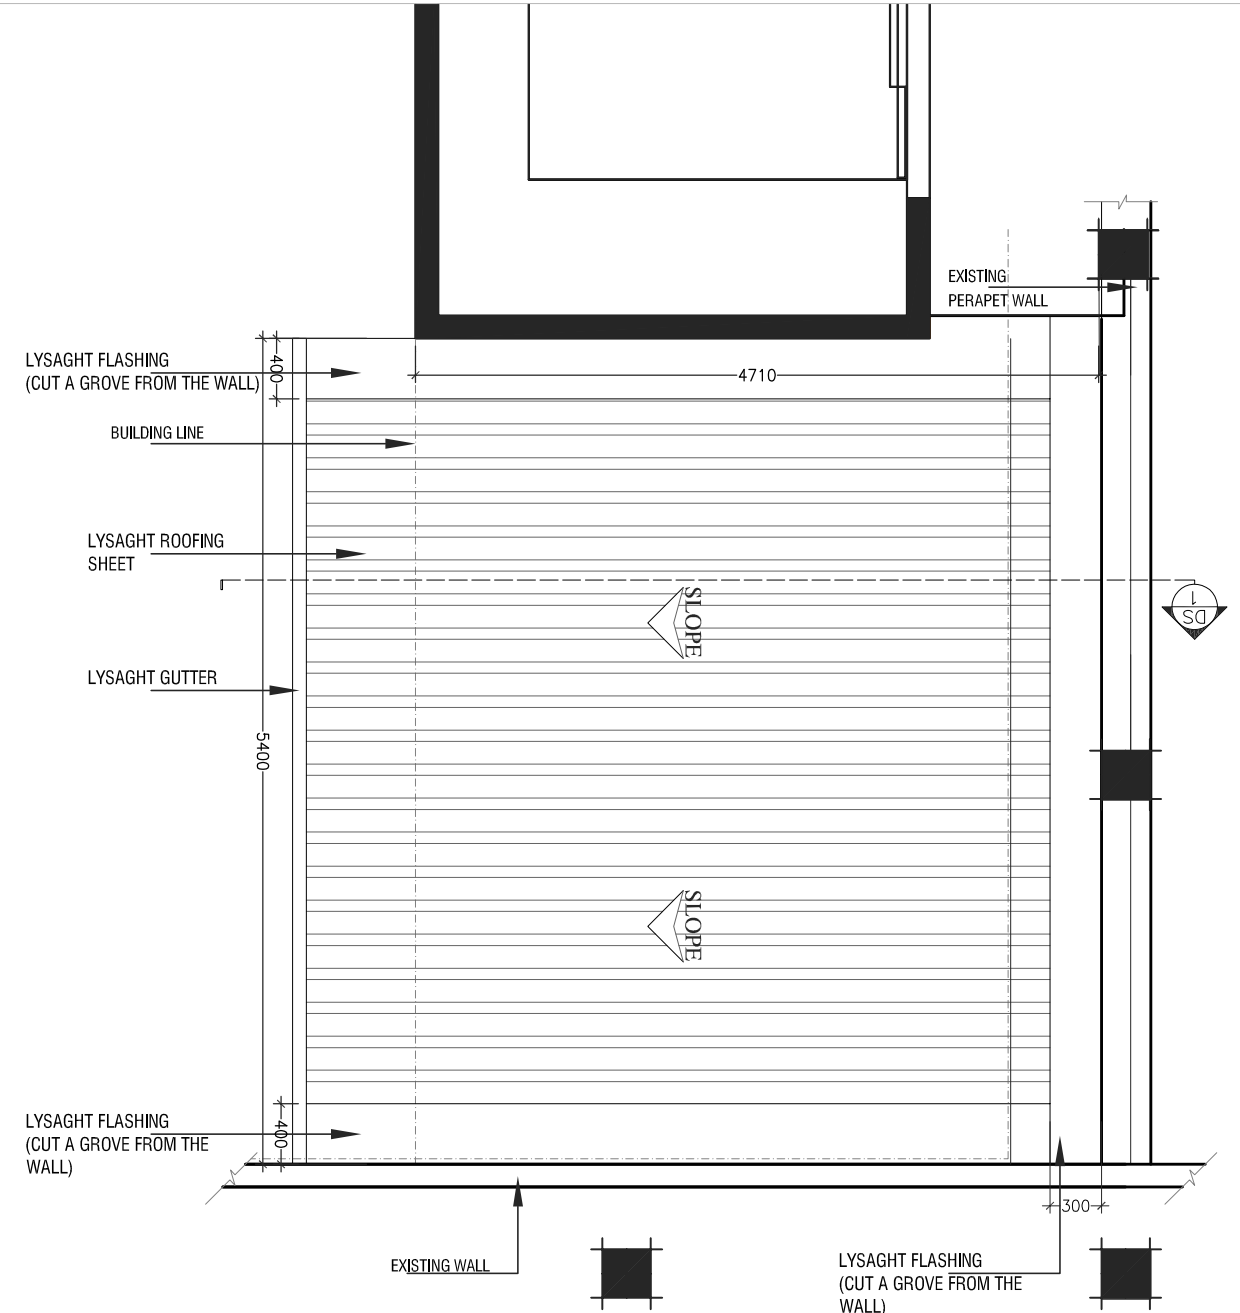 EXISTING
PERAPET WALL
LYSAGHT FLASHING
(CUT A GROVE FROM THE WALL)
400
4710
BUILDING LINE
LYSAGHT ROOFING
SHEET
SLOPE
1
DS
LYSAGHT GUTTER
5400
SLOPE
LYSAGHT FLASHING
(CUT A GROVE FROM THE
WALL)
400
300
EXISTING WALL
LYSAGHT FLASHING
(CUT A GROVE FROM THE
WALL)